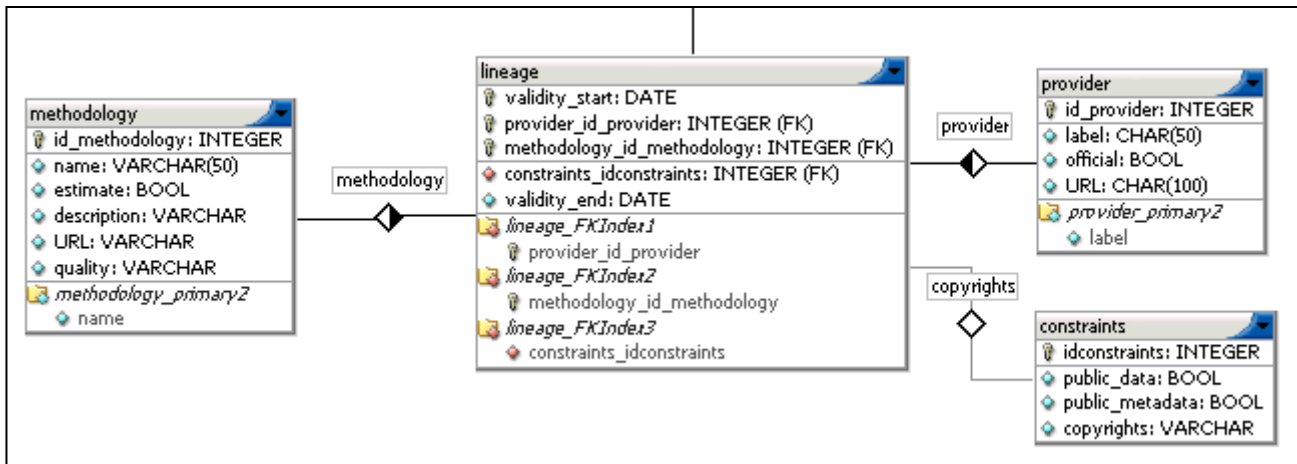 methodology
id_methodology: INTEGER
name: VARCHAR(50)
estimate: BOOL
description: VARCHAR
URL: VARCHAR
quality: VARCHAR
methodology_primary2
name
methodology
lineage
validity_start: DATE
provider_id_provider: INTEGER (FK)
methodology_id_methodology: INTEGER (FK)
constraints_idconstraints: INTEGER (FK)
validity_end: DATE
lineage_FKIndex1
provider_id_provider
lineage_FKIndex2
methodology_id_methodology
lineage_FKIndex3
constraints_idconstraints
provider
provider
id_provider: INTEGER
label: CHAR(50)
official: BOOL
URL: CHAR(100)
provider_primary2
label
copyrights
constraints
idconstraints: INTEGER
public_data: BOOL
public_metadata: BOOL
copyrights: VARCHAR